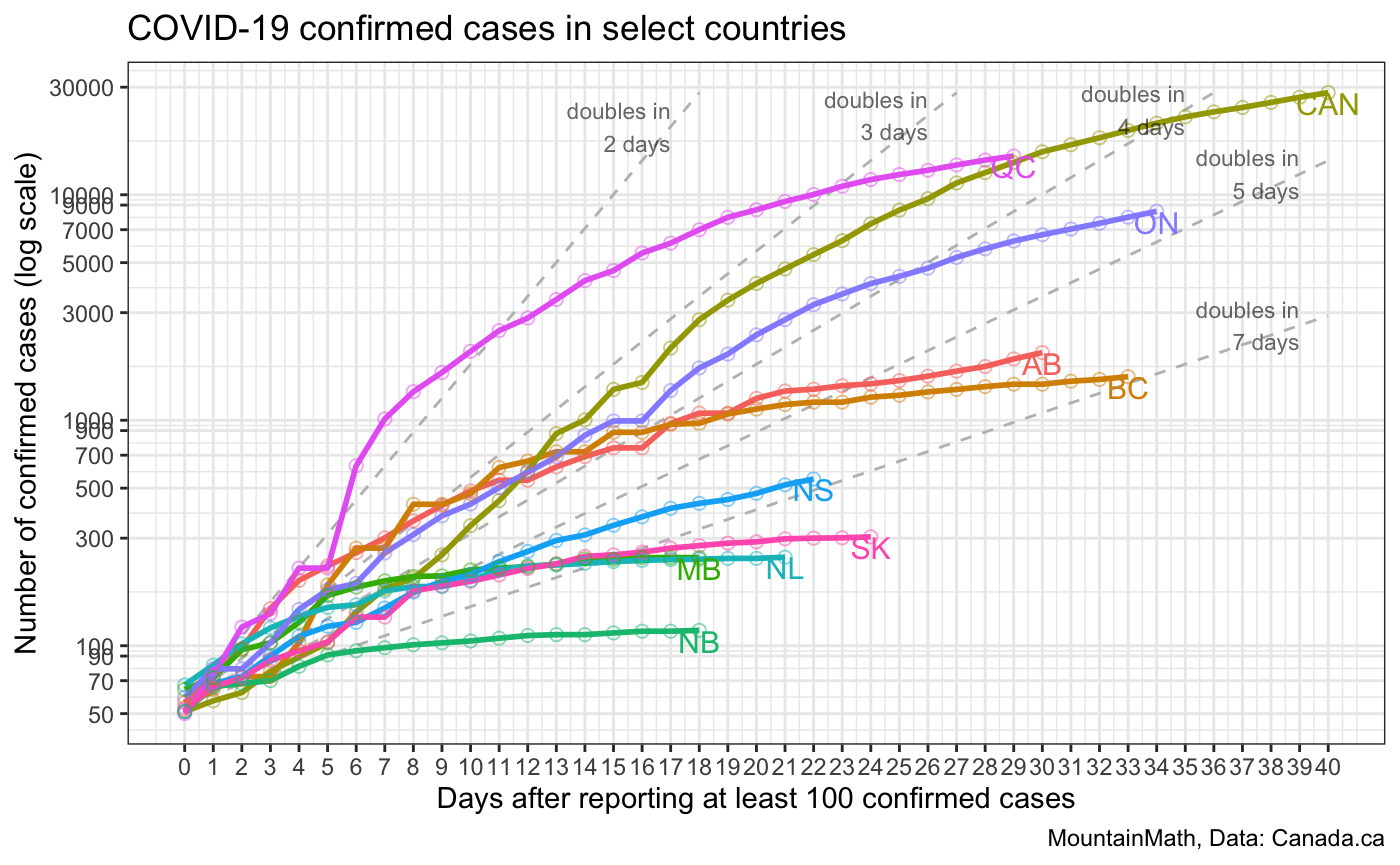 COVID-19 confirmed cases in select countries
Number of confirmed cases (log scale)
30000
10000
9000
7000
5000
3000
1000
900
700
500
300
100
90
70
50
doubles in
2 days
doubles in
3 days
doubles in
4 days
doubles in
5 days
doubles in
7 days
CAN
QC
ON
AB
BC
NS
SK
MB
NL
NB
0 1 2 3 4 5 6 7 8 9 10 11 12 13 14 15 16 17 18 19 20 21 22 23 24 25 26 27 28 29 30 31 32 33 34 35 36 37 38 39 40
Days after reporting at least 100 confirmed cases
MountainMath, Data: Canada.ca